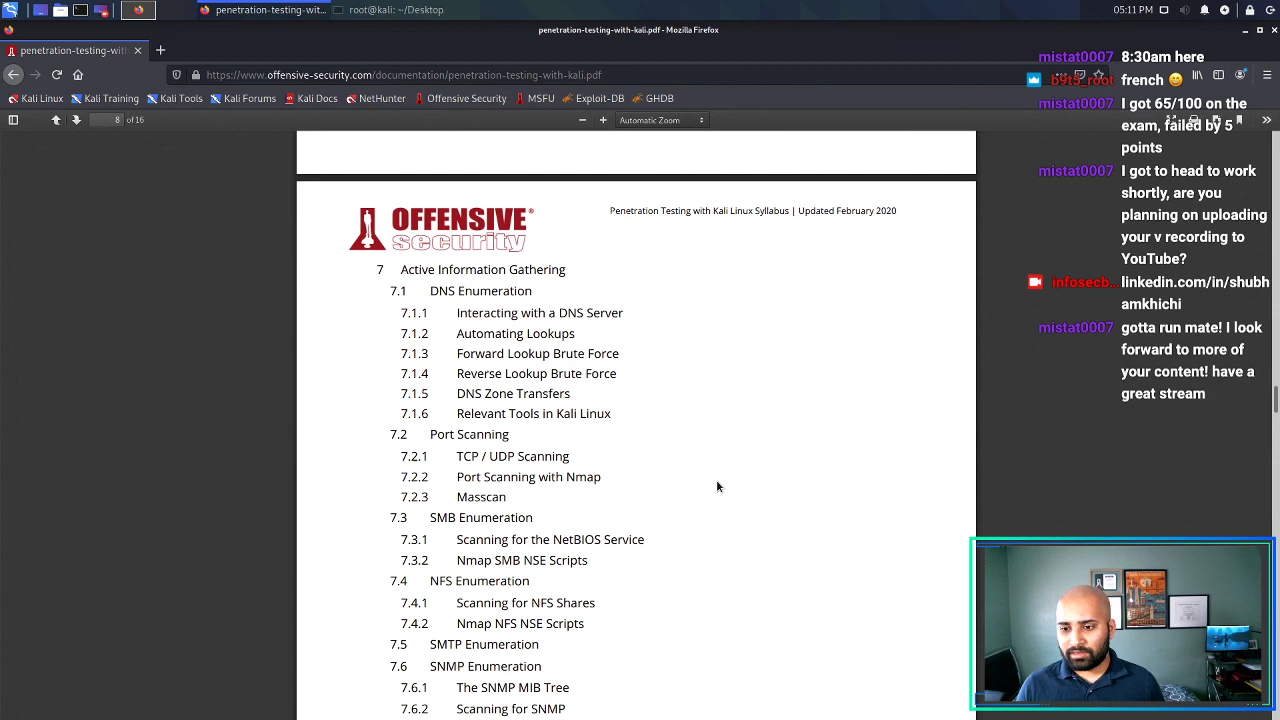 penetration-testing-wit...
root@kali: ~/Desktop
05:11 PM
penetration-testing-with-kali.pdf - Mozilla Firefox
penetration-testing-with-
https://www.offensive-security.com/documentation/penetration-testing-with-kali.pdf
Kali Linux
Kali Training
Kali Tools
Kali Forums
Kali Docs
NetHunter
Offensive Security
MSFU
Exploit-DB
GHDB
8 of 16
Automatic Zoom
OFFENSIVE
security
Penetration Testing with Kali Linux Syllabus | Updated February 2020
7 Active Information Gathering
7.1 DNS Enumeration
7.1.1 Interacting with a DNS Server
7.1.2 Automating Lookups
7.1.3 Forward Lookup Brute Force
7.1.4 Reverse Lookup Brute Force
7.1.5 DNS Zone Transfers
7.1.6 Relevant Tools in Kali Linux
7.2 Port Scanning
7.2.1 TCP / UDP Scanning
7.2.2 Port Scanning with Nmap
7.2.3 Masscan
7.3 SMB Enumeration
7.3.1 Scanning for the NetBIOS Service
7.3.2 Nmap SMB NSE Scripts
7.4 NFS Enumeration
7.4.1 Scanning for NFS Shares
7.4.2 Nmap NFS NSE Scripts
7.5 SMTP Enumeration
7.6 SNMP Enumeration
7.6.1 The SNMP MIB Tree
7.6.2 Scanning for SNMP
mistat0007 8:30am here
b9t5_root french 😊
mistat0007 I got 65/100 on the
exam, failed by 5
points
mistat0007 I got to head to work
shortly, are you
planning on uploading
your v recording to
YouTube?
infosecb... linkedin.com/in/shubh
amkhichi
mistat0007 gotta run mate! I look
forward to more of
your content! have a
great stream